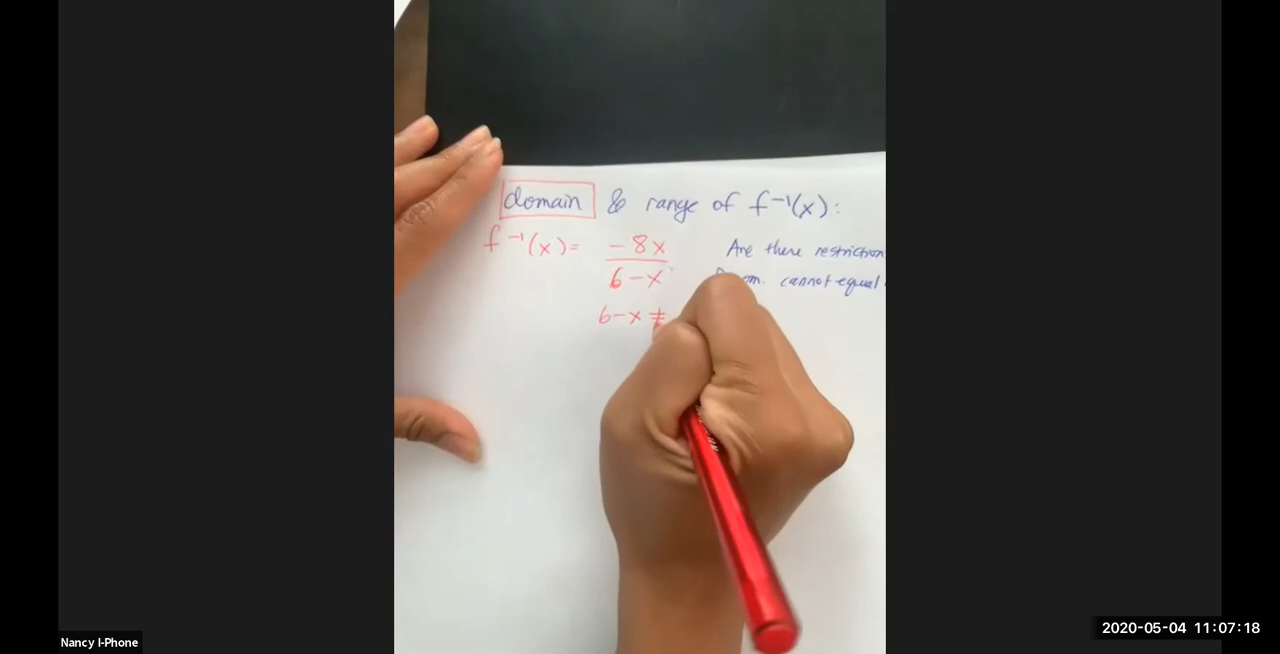 domain & range of f⁻¹(x):
f⁻¹(x) = -8x / 6-x
Are there restriction
cannot equal
6-x ≠
Nancy I-Phone
2020-05-04 11:07:18